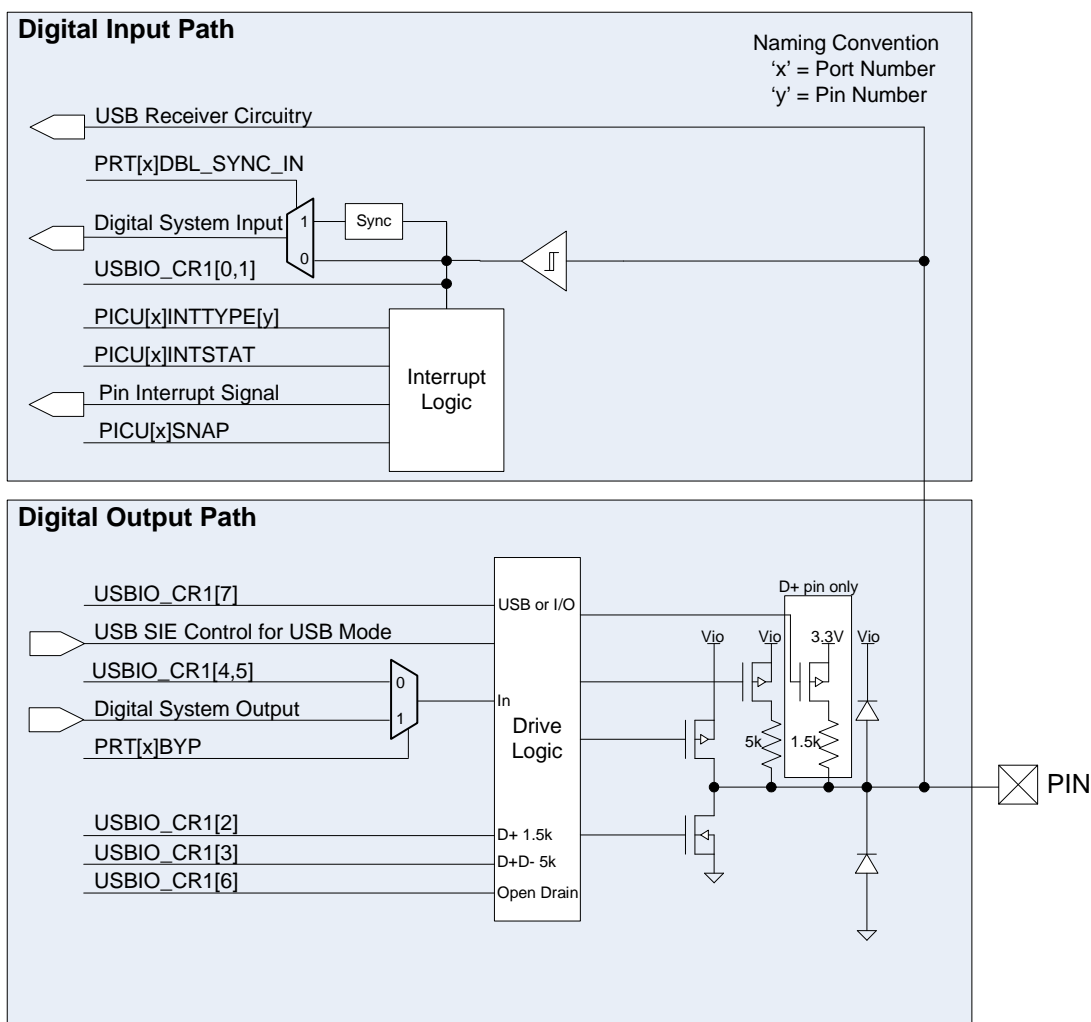 Digital Input Path
Naming Convention
‘x’ = Port Number
‘y’ = Pin Number
USB Receiver Circuitry
PRT[x]DBL_SYNC_IN
Digital System Input
1
Sync
0
USBIO_CR1[0,1]
PICU[x]INTTYPE[y]
PICU[x]INTSTAT
Pin Interrupt Signal
PICU[x]SNAP
Interrupt
Logic
Digital Output Path
USBIO_CR1[7]
USB or I/O
D+ pin only
USB SIE Control for USB Mode
Vio
Vio
3.3V
Vio
USBIO_CR1[4,5]
0
In
Digital System Output
1
Drive
Logic
PRT[x]BYP
5k
1.5k
PIN
USBIO_CR1[2]
D+ 1.5k
USBIO_CR1[3]
D+D- 5k
USBIO_CR1[6]
Open Drain